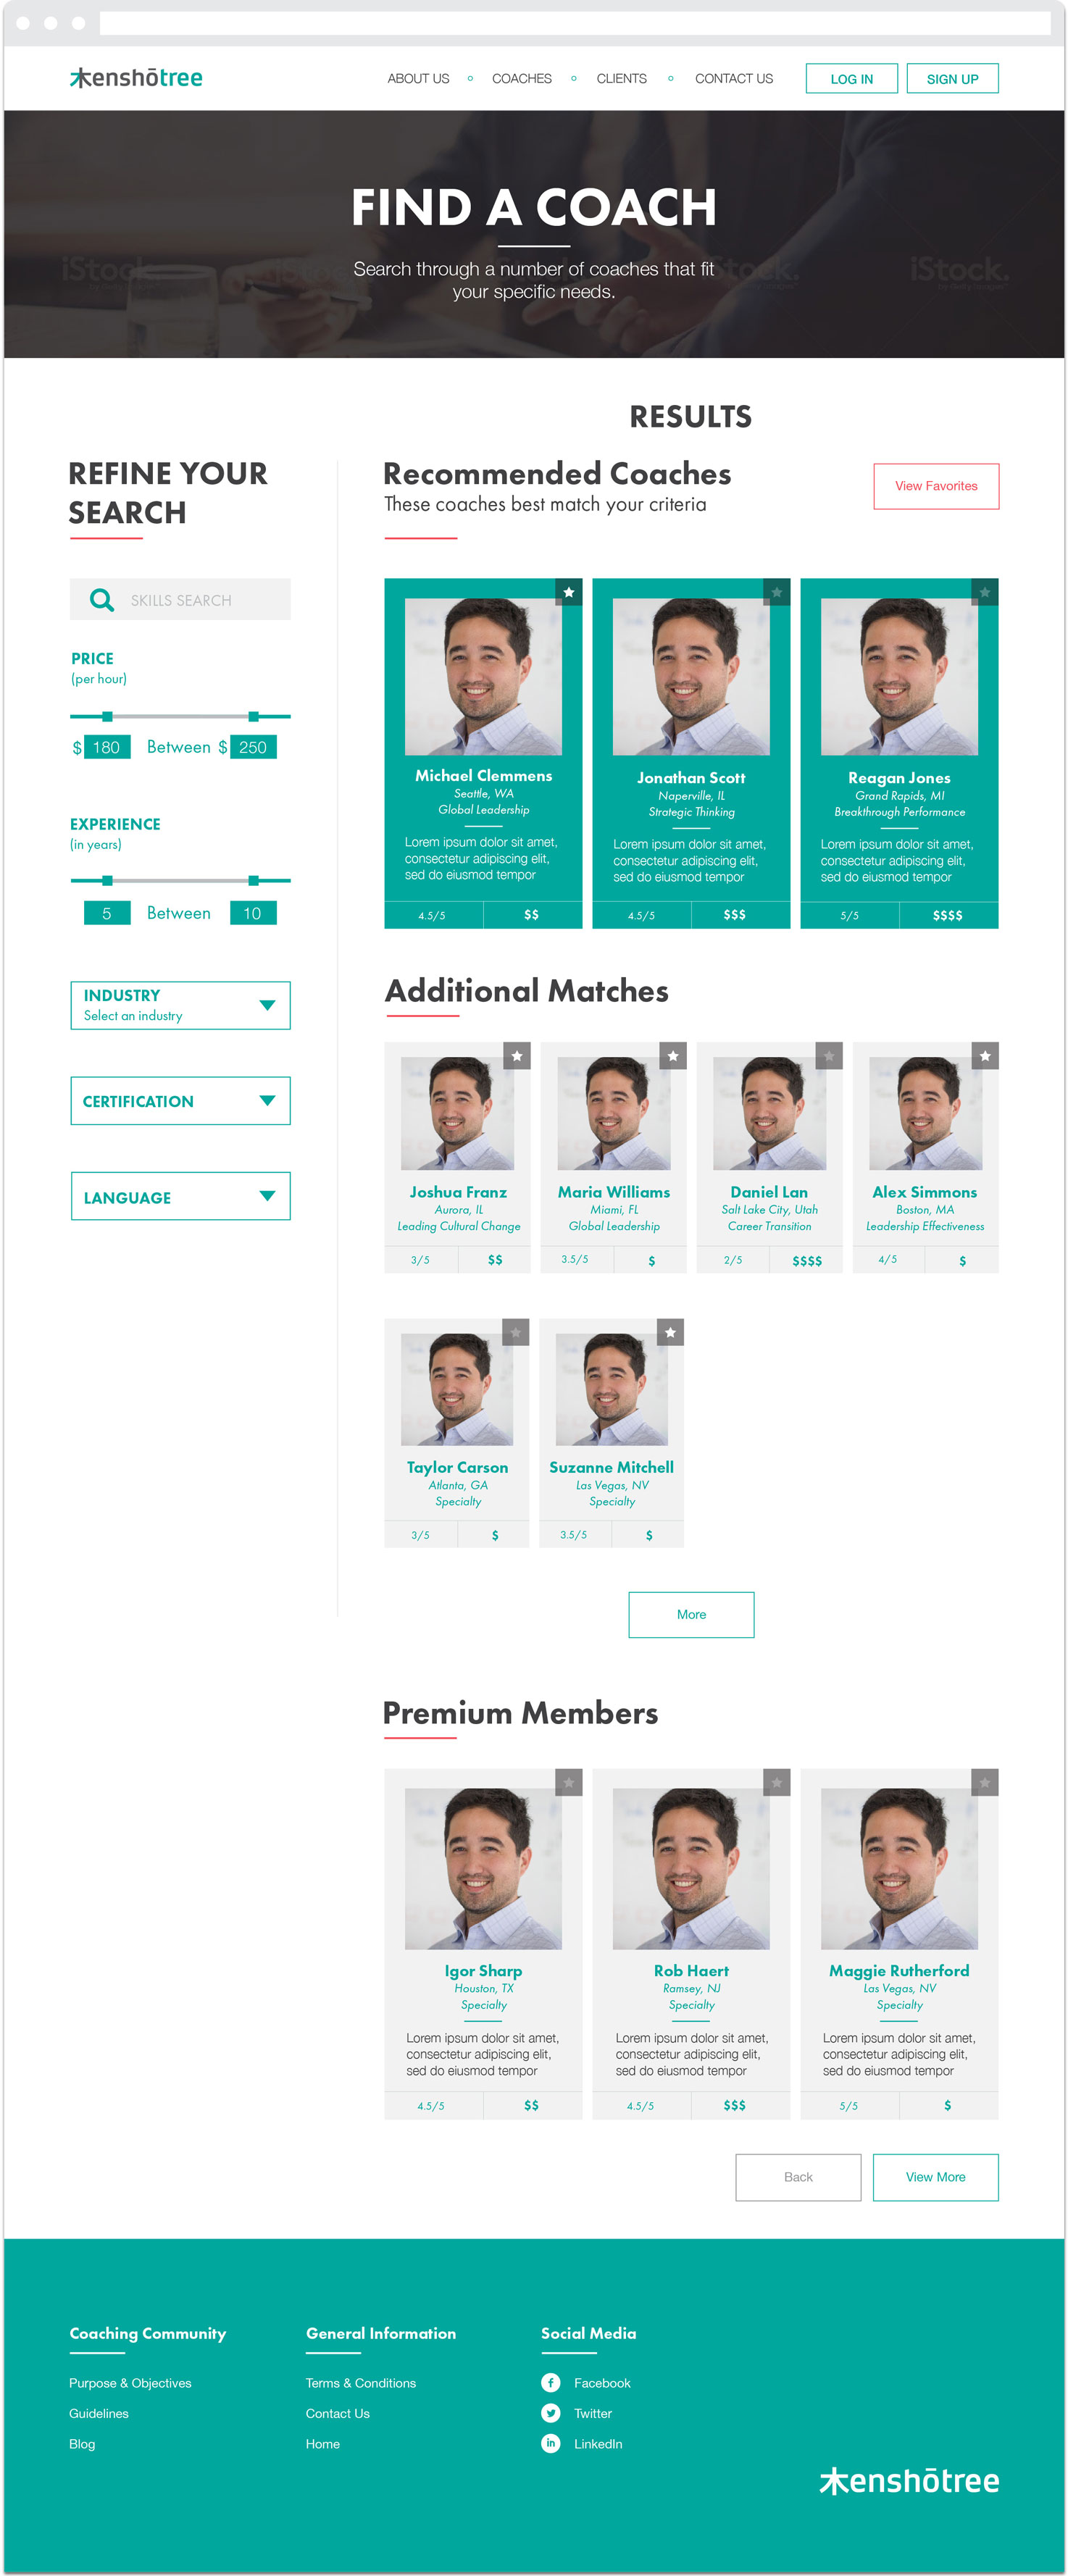 kenshōtree
ABOUT US
COACHES
CLIENTS
CONTACT US
LOG IN
SIGN UP
FIND A COACH
Search through a number of coaches that fit
your specific needs.
iStock.
iStock.
iStock.
RESULTS
REFINE YOUR
SEARCH
SKILLS SEARCH
PRICE
(per hour)
$ 180 Between $ 250
EXPERIENCE
(in years)
5 Between 10
INDUSTRY
Select an industry
CERTIFICATION
LANGUAGE
Recommended Coaches
These coaches best match your criteria
View Favorites
Michael Clemmens
Seattle, WA
Global Leadership
Lorem ipsum dolor sit amet,
consectetur adipiscing elit,
sed do eiusmod tempor
4.5/5 $$
Jonathan Scott
Naperville, IL
Strategic Thinking
Lorem ipsum dolor sit amet,
consectetur adipiscing elit,
sed do eiusmod tempor
4.5/5 $$$
Reagan Jones
Grand Rapids, MI
Breakthrough Performance
Lorem ipsum dolor sit amet,
consectetur adipiscing elit,
sed do eiusmod tempor
5/5 $$$$
Additional Matches
Joshua Franz
Aurora, IL
Leading Cultural Change
3/5 $$
Maria Williams
Miami, FL
Global Leadership
3.5/5 $
Daniel Lan
Salt Lake City, Utah
Career Transition
2/5 $$$$
Alex Simmons
Boston, MA
Leadership Effectiveness
4/5 $
Taylor Carson
Atlanta, GA
Specialty
3/5 $
Suzanne Mitchell
Las Vegas, NV
Specialty
3.5/5 $
More
Premium Members
Igor Sharp
Houston, TX
Specialty
Lorem ipsum dolor sit amet,
consectetur adipiscing elit,
sed do eiusmod tempor
4.5/5 $$
Rob Haert
Ramsey, NJ
Specialty
Lorem ipsum dolor sit amet,
consectetur adipiscing elit,
sed do eiusmod tempor
4.5/5 $$$
Maggie Rutherford
Las Vegas, NV
Specialty
Lorem ipsum dolor sit amet,
consectetur adipiscing elit,
sed do eiusmod tempor
5/5 $
Back
View More
Coaching Community
Purpose & Objectives
Guidelines
Blog
General Information
Terms & Conditions
Contact Us
Home
Social Media
Facebook
Twitter
LinkedIn
kenshōtree